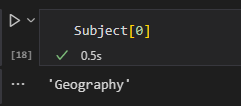 Subject[0]
[18]
0.5s
'Geography'